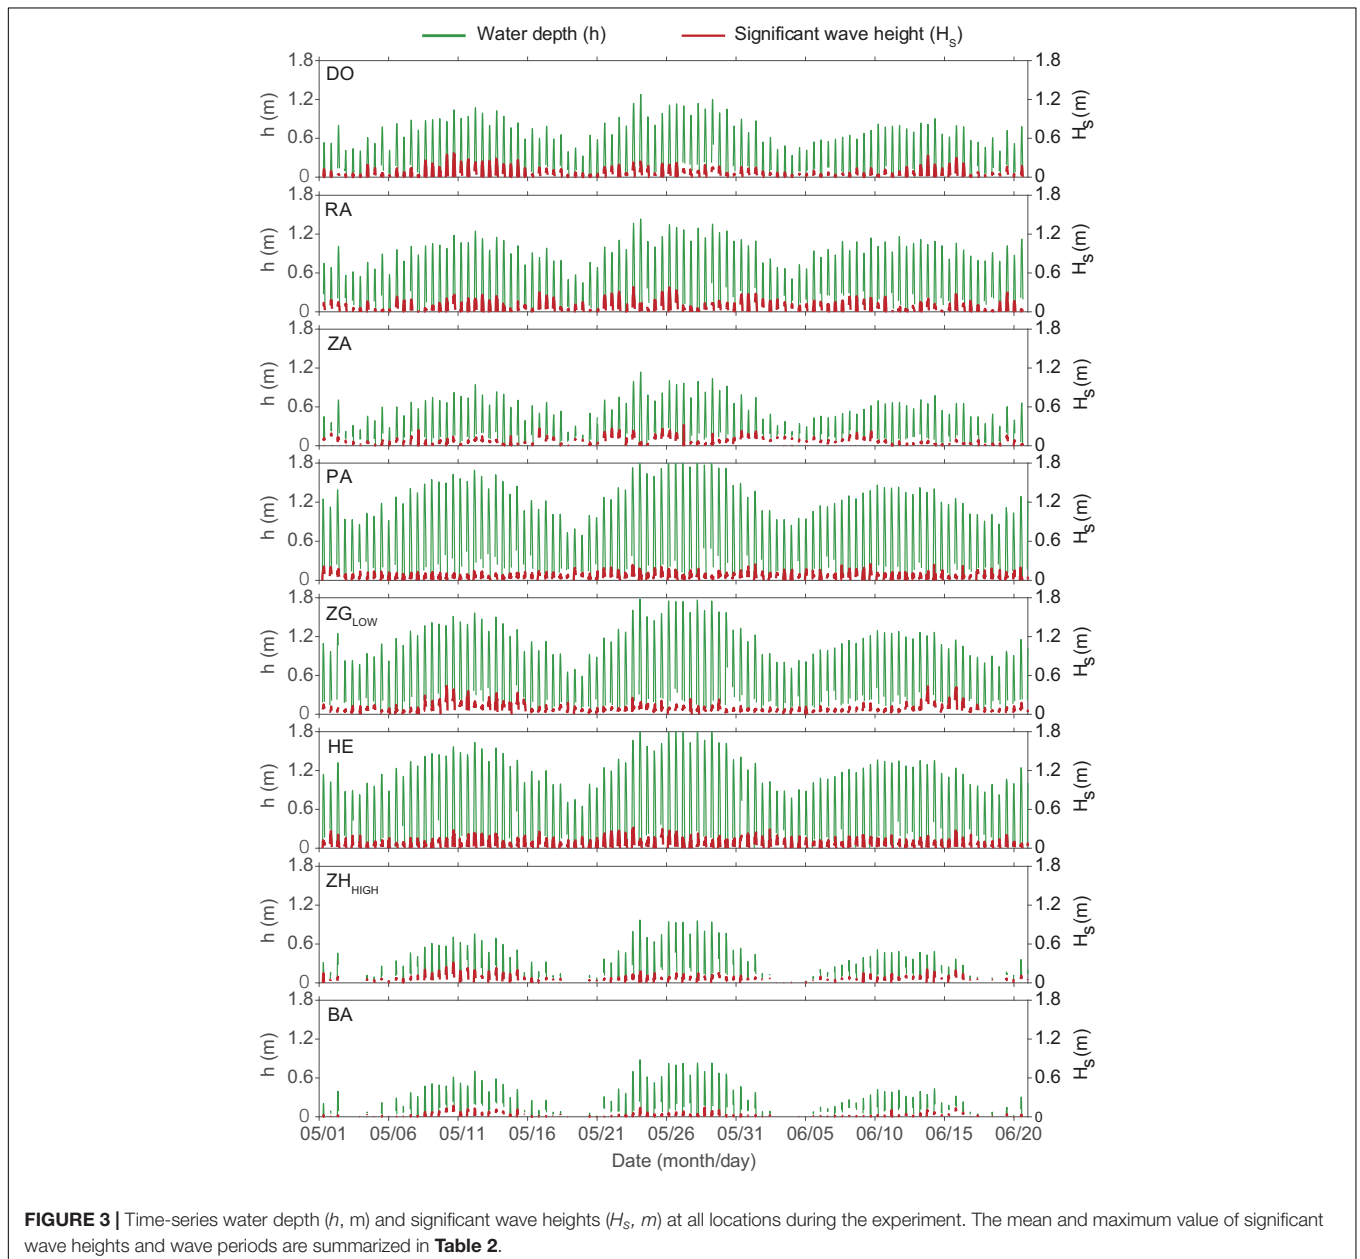 Water depth (h) Significant wave height (Hs)
1.8 DO 1.8
1.2 1.2
0.6 0.6
0 0
h (m) Hs (m)
1.8 RA 1.8
1.2 1.2
0.6 0.6
0 0
h (m) Hs (m)
1.8 ZA 1.8
1.2 1.2
0.6 0.6
0 0
h (m) Hs (m)
1.8 PA 1.8
1.2 1.2
0.6 0.6
0 0
h (m) Hs (m)
1.8 ZGLOW 1.8
1.2 1.2
0.6 0.6
0 0
h (m) Hs (m)
1.8 HE 1.8
1.2 1.2
0.6 0.6
0 0
h (m) Hs (m)
1.8 ZHHIGH 1.8
1.2 1.2
0.6 0.6
0 0
h (m) Hs (m)
1.8 BA 1.8
1.2 1.2
0.6 0.6
0 0
h (m) Hs (m)
05/01 05/06 05/11 05/16 05/21 05/26 05/31 06/05 06/10 06/15 06/20
Date (month/day)
FIGURE 3 | Time-series water depth (h, m) and significant wave heights (Hs, m) at all locations during the experiment. The mean and maximum value of significant
wave heights and wave periods are summarized in Table 2.